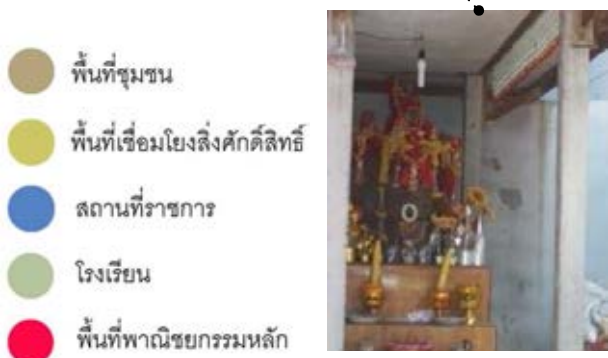 พื้นที่ชุมชน
พื้นที่เชื่อมโยงสิ่งศักดิ์สิทธิ์
สถานที่ราชการ
โรงเรียน
พื้นที่พาณิชยกรรมหลัก